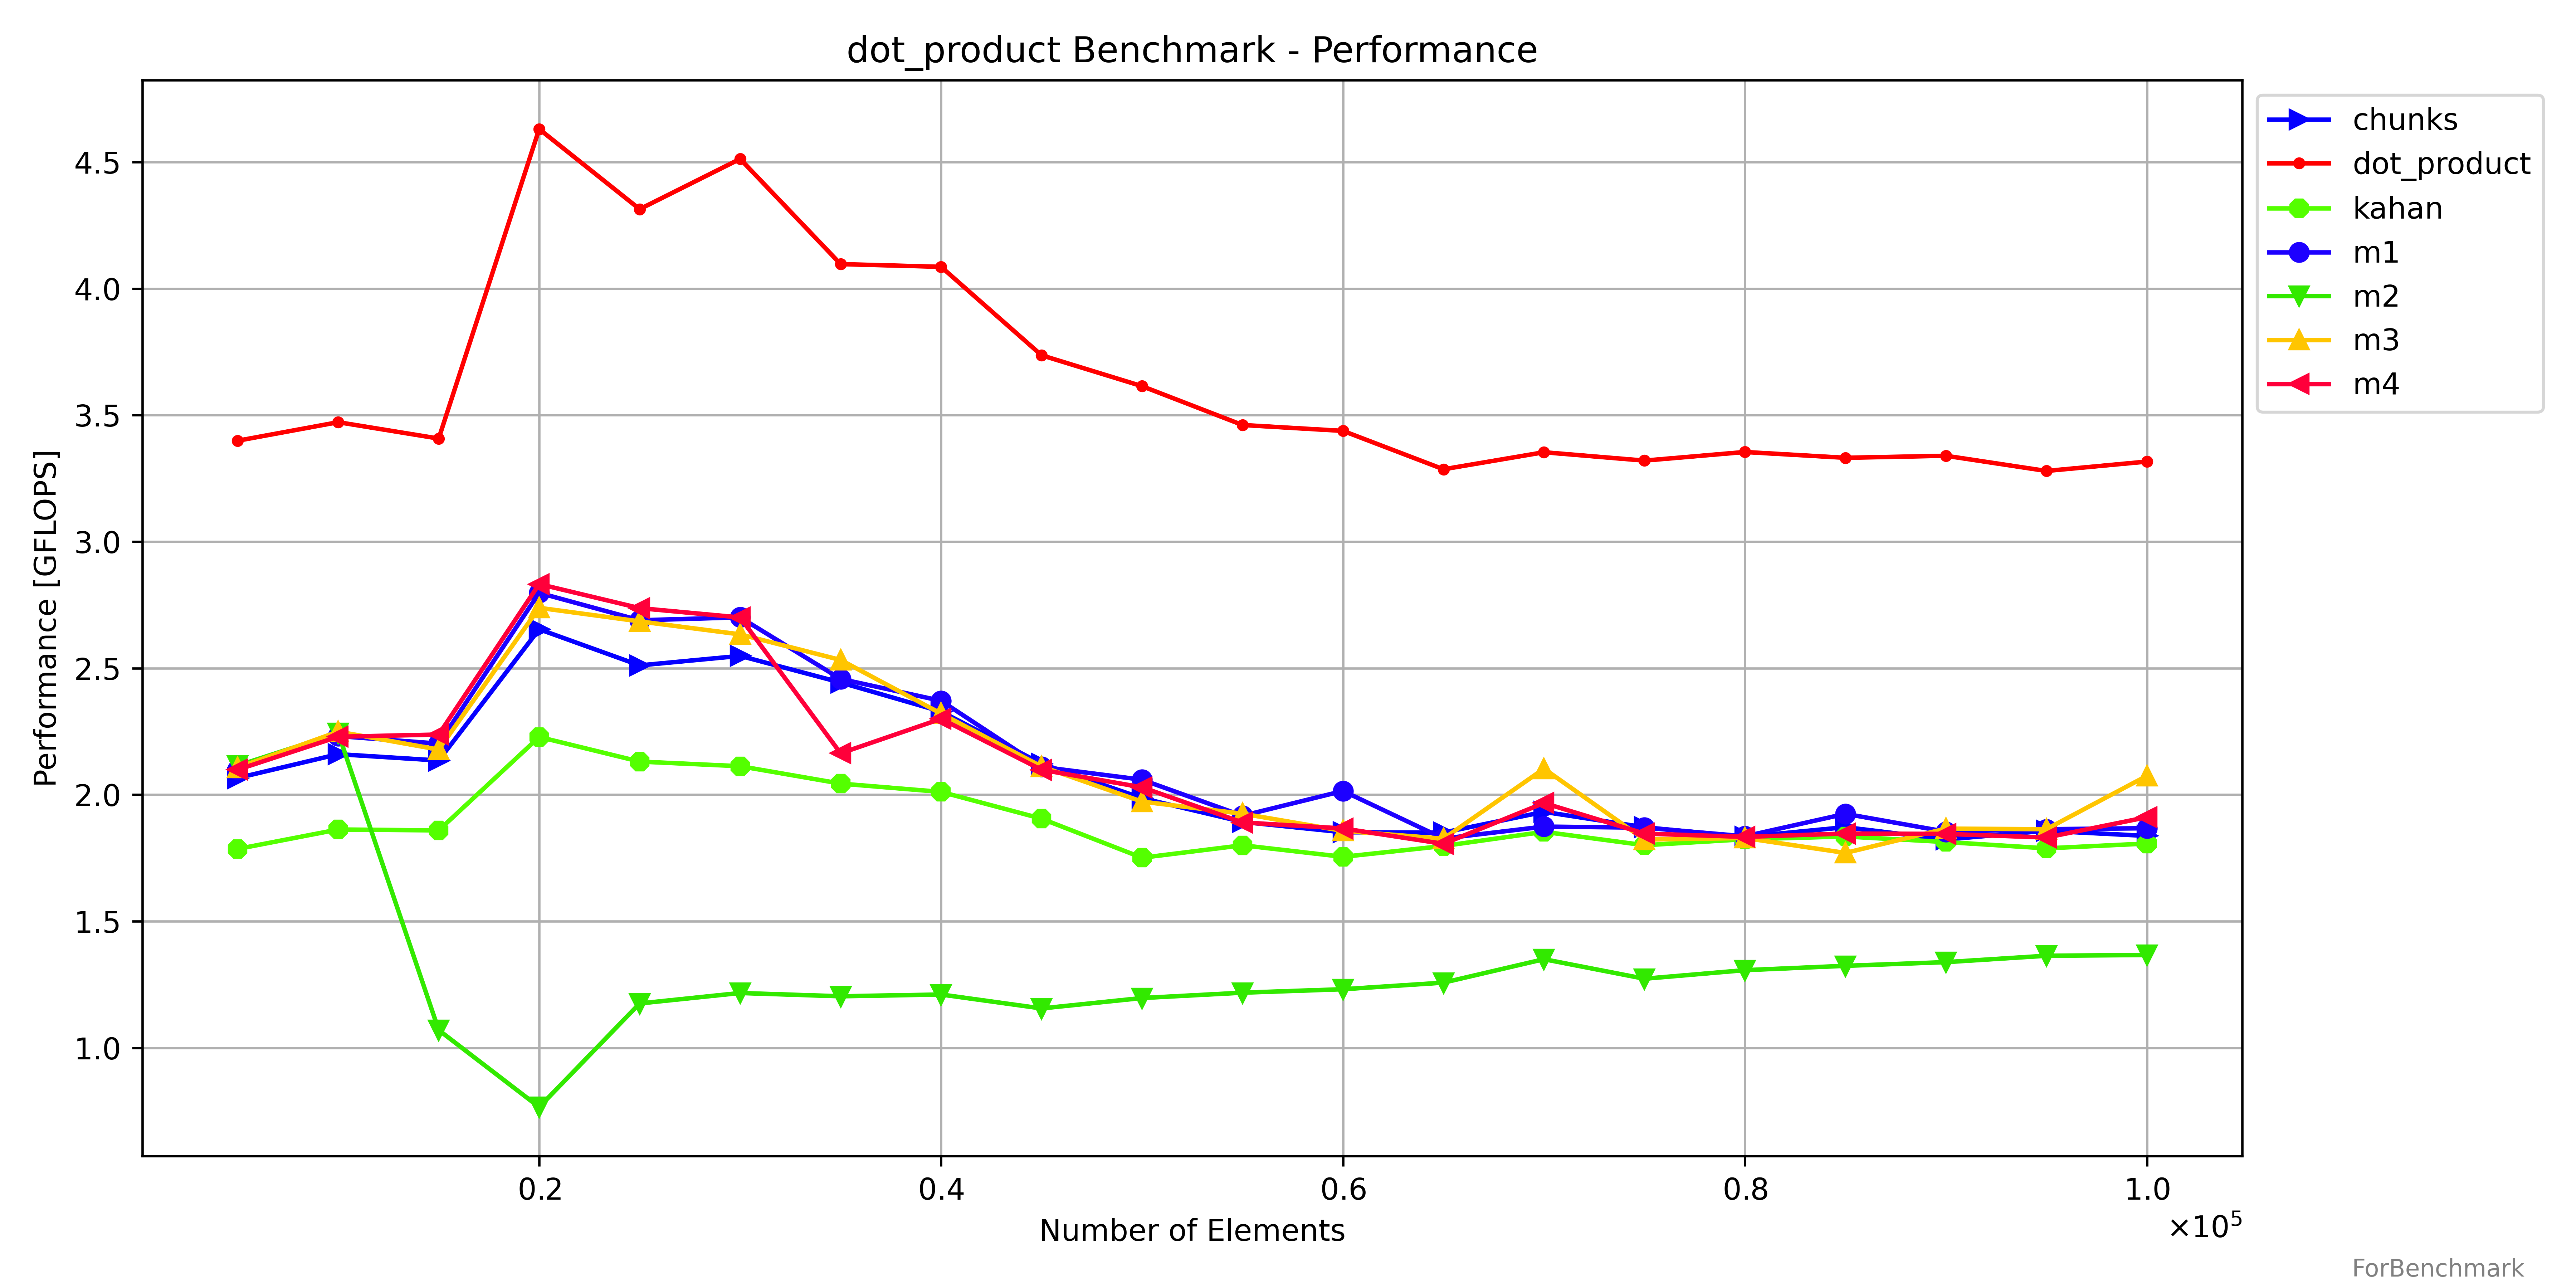 dot_product Benchmark - Performance
Performance [GFLOPS]
4.5
4.0
3.5
3.0
2.5
2.0
1.5
1.0
0.2
0.4
0.6
0.8
1.0
×10⁵
Number of Elements
chunks
dot_product
kahan
m1
m2
m3
m4
ForBenchmark